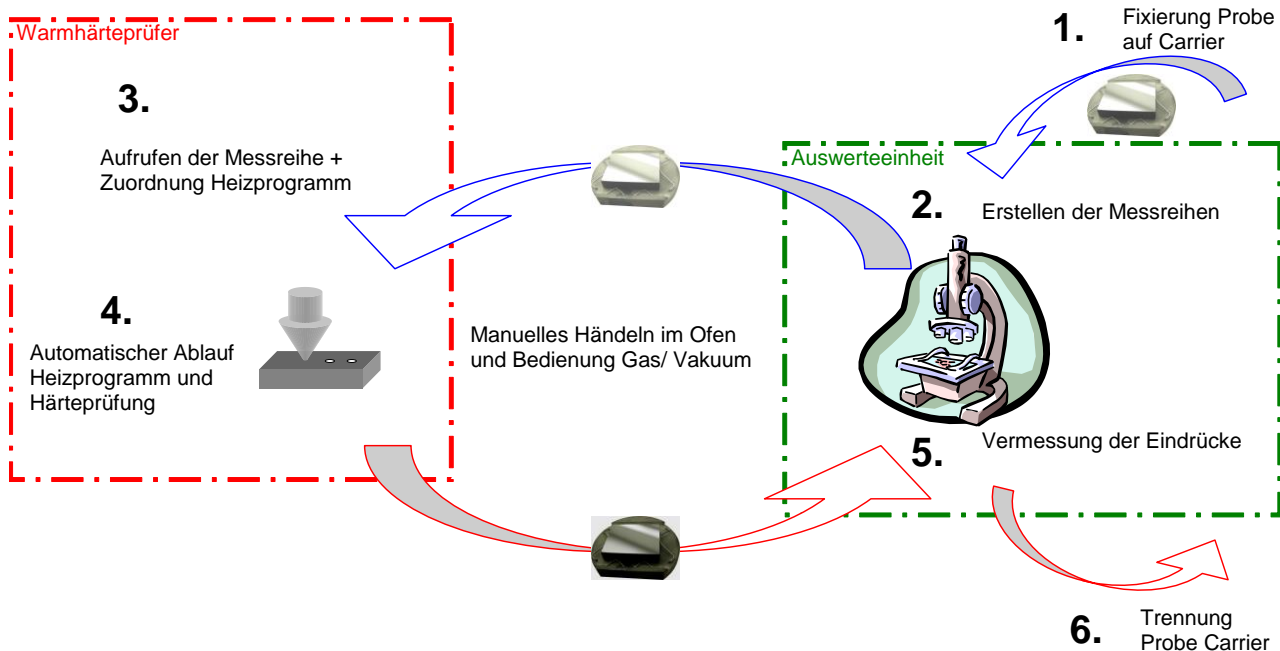 Warmhärteprüfer
1.
Fixierung Probe
auf Carrier
Auswerteeinheit
2.
Erstellen der Messreihen
3.
Aufrufen der Messreihe +
Zuordnung Heizprogramm
4.
Automatischer Ablauf
Heizprogramm und
Härteprüfung
Manuelles Händeln im Ofen
und Bedienung Gas/ Vakuum
5.
Vermessung der Eindrücke
6.
Trennung
Probe Carrier